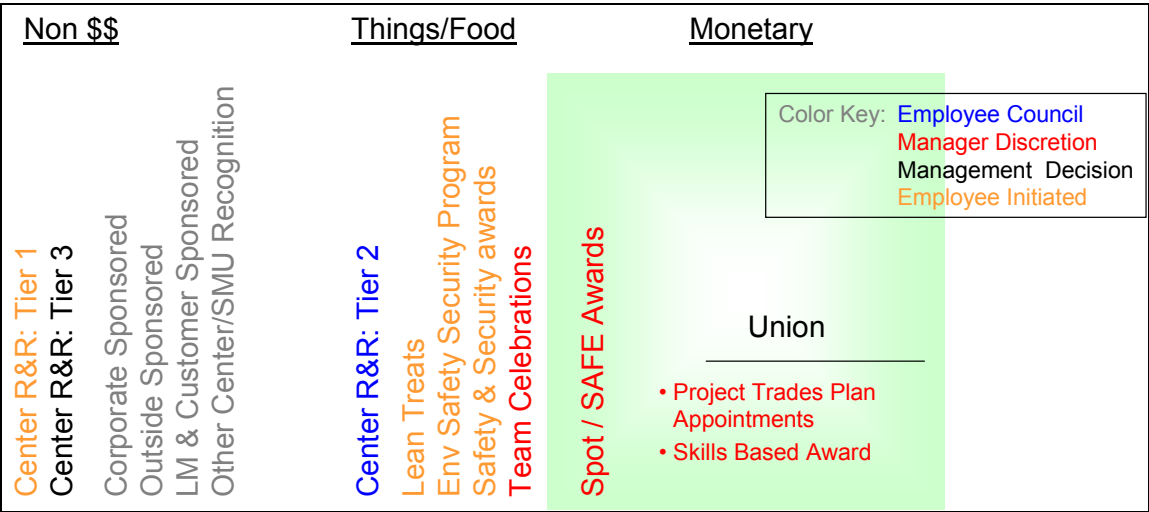 Non $$
Things/Food
Monetary
Color Key: Employee Council
Manager Discretion
Management Decision
Employee Initiated
Center R&R: Tier 1
Center R&R: Tier 3
Corporate Sponsored
Outside Sponsored
LM & Customer Sponsored
Other Center/SMU Recognition
Center R&R: Tier 2
Lean Treats
Env Safety Security Program
Safety & Security awards
Team Celebrations
Spot / SAFE Awards
Union
• Project Trades Plan
Appointments
• Skills Based Award